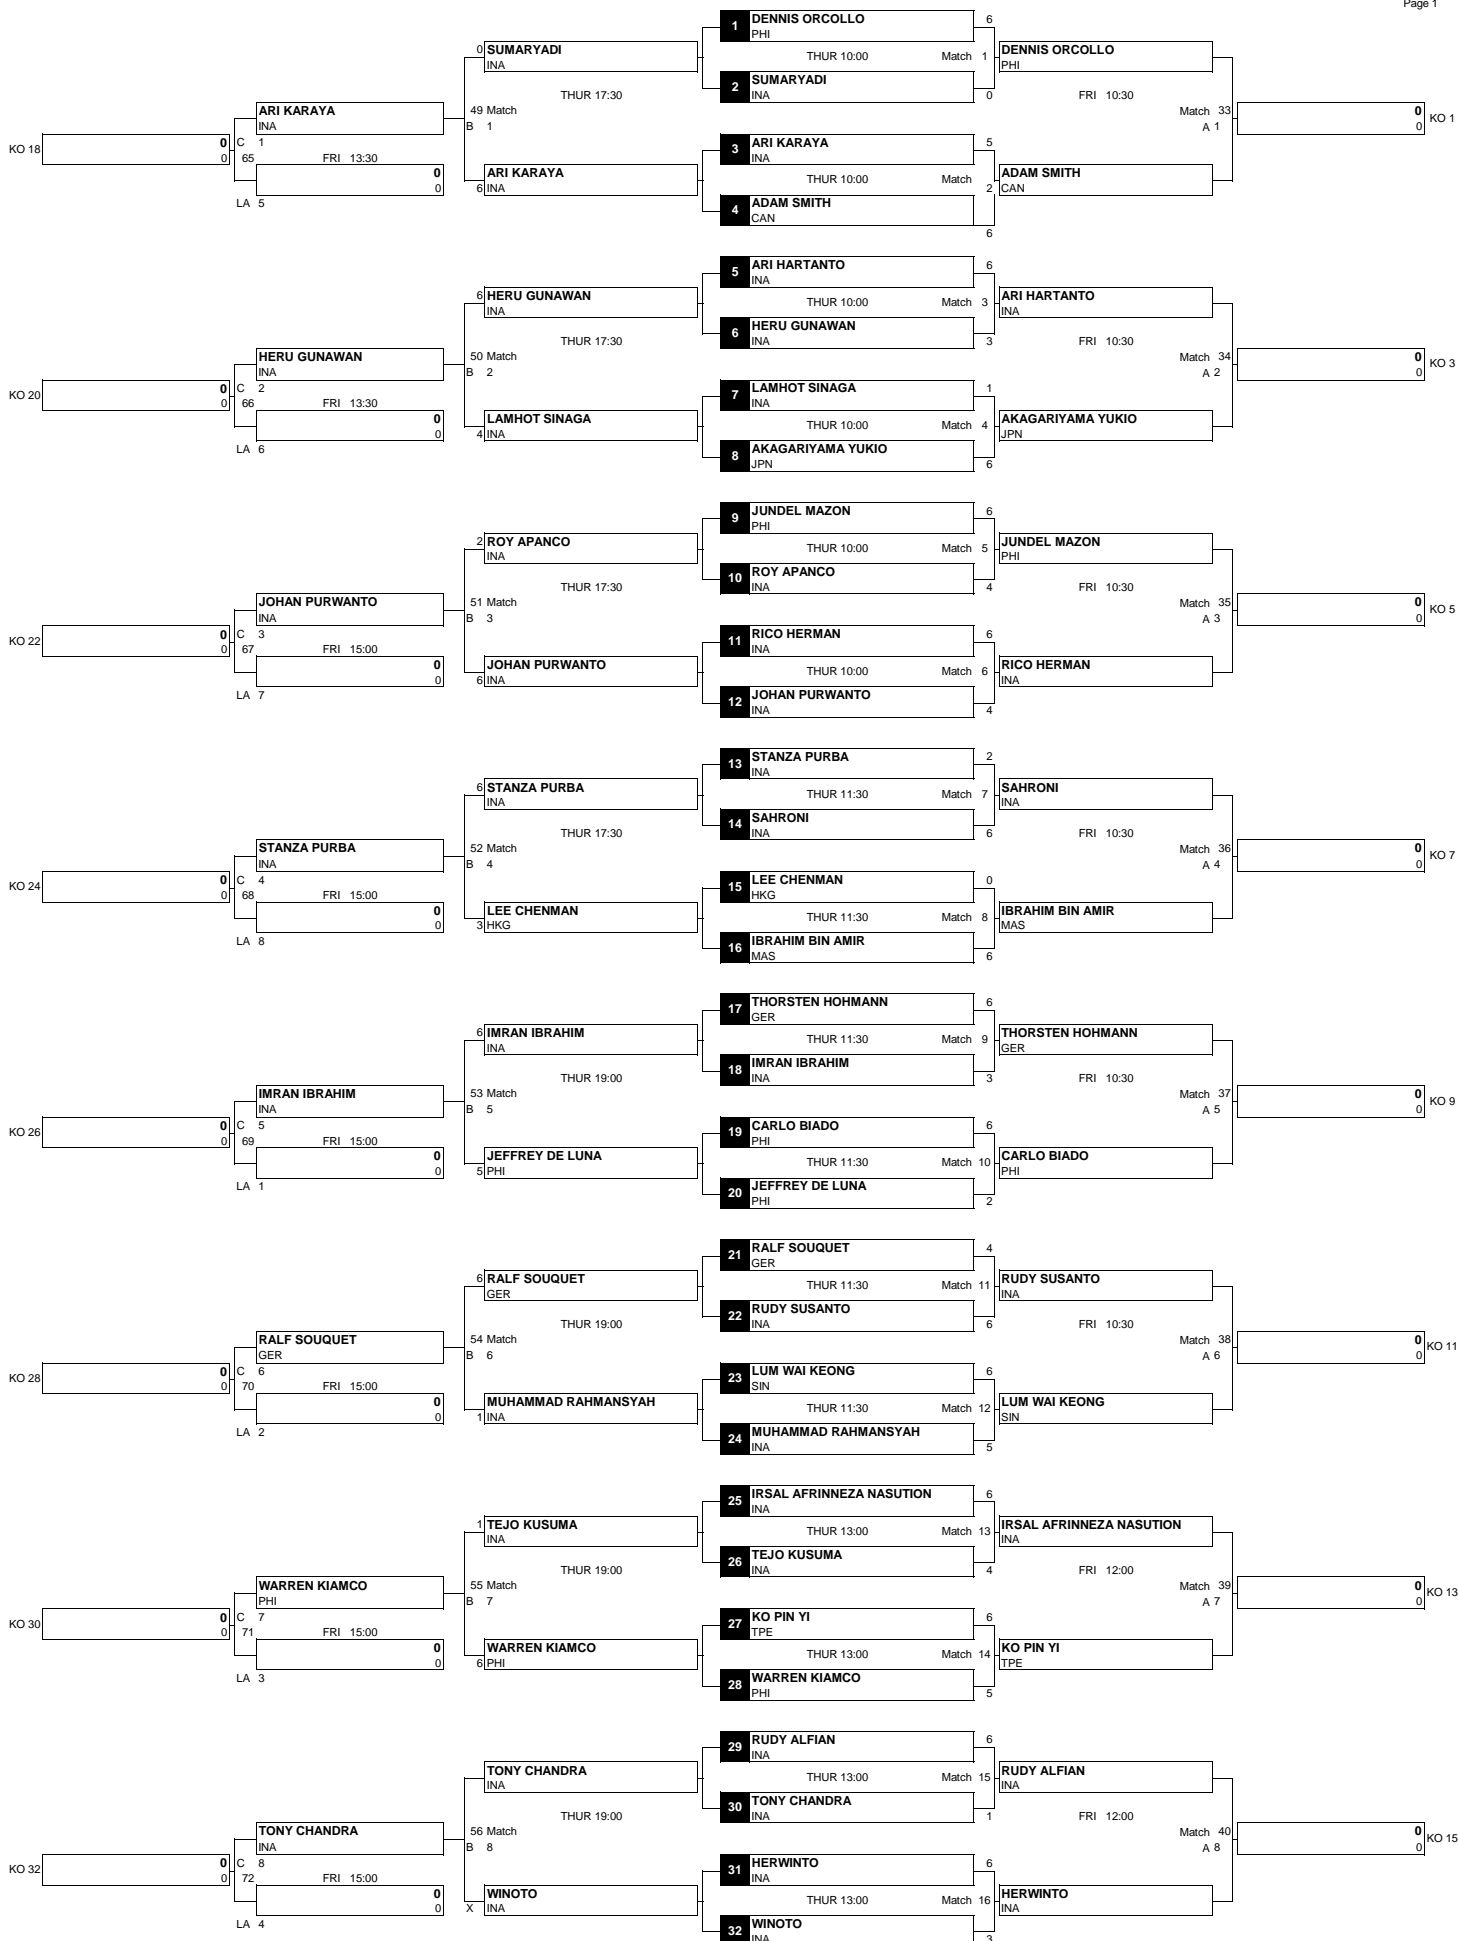 Page 1
1 DENNIS ORCOLLO 6
PHI
0 SUMARYADI THUR 10:00 Match 1 DENNIS ORCOLLO
INA PHI
2 SUMARYADI
INA 0
THUR 17:30 FRI 10:30
ARI KARAYA 49 Match Match 33 0 KO 1
INA B 1 A 1 0
KO 18 0 C 1 3 ARI KARAYA 5
0 65 FRI 13:30 INA
0 ARI KARAYA THUR 10:00 Match 2 ADAM SMITH
0 6 INA CAN
LA 5 4 ADAM SMITH
CAN 6
5 ARI HARTANTO 6
INA
6 HERU GUNAWAN THUR 10:00 Match 3 ARI HARTANTO
INA INA
6 HERU GUNAWAN
INA 3
THUR 17:30 FRI 10:30
HERU GUNAWAN 50 Match Match 34 0 KO 3
INA B 2 A 2 0
KO 20 0 C 2 7 LAMHOT SINAGA 1
0 66 FRI 13:30 INA
0 LAMHOT SINAGA THUR 10:00 Match 4 AKAGARIYAMA YUKIO
0 4 INA JPN
LA 6 8 AKAGARIYAMA YUKIO
JPN 6
9 JUNDEL MAZON 6
PHI
2 ROY APANCO THUR 10:00 Match 5 JUNDEL MAZON
INA PHI
10 ROY APANCO
INA 4
THUR 17:30 FRI 10:30
JOHAN PURWANTO 51 Match Match 35 0 KO 5
INA B 3 A 3 0
KO 22 0 C 3 11 RICO HERMAN 6
0 67 FRI 15:00 INA
0 JOHAN PURWANTO THUR 10:00 Match 6 RICO HERMAN
0 6 INA INA
LA 7 12 JOHAN PURWANTO
INA 4
13 STANZA PURBA 2
INA
6 STANZA PURBA THUR 11:30 Match 7 SAHRONI
INA INA
14 SAHRONI
INA 6
THUR 17:30 FRI 10:30
STANZA PURBA 52 Match Match 36 0 KO 7
INA B 4 A 4 0
KO 24 0 C 4 15 LEE CHENMAN 0
0 68 FRI 15:00 HKG
0 LEE CHENMAN THUR 11:30 Match 8 IBRAHIM BIN AMIR
0 3 HKG MAS
LA 8 16 IBRAHIM BIN AMIR
MAS 6
17 THORSTEN HOHMANN 6
GER
6 IMRAN IBRAHIM THUR 11:30 Match 9 THORSTEN HOHMANN
INA GER
18 IMRAN IBRAHIM
INA 3
THUR 19:00 FRI 10:30
IMRAN IBRAHIM 53 Match Match 37 0 KO 9
INA B 5 A 5 0
KO 26 0 C 5 19 CARLO BIADO 6
0 69 FRI 15:00 PHI
0 JEFFREY DE LUNA THUR 11:30 Match 10 CARLO BIADO
0 5 PHI PHI
LA 1 20 JEFFREY DE LUNA
PHI 2
21 RALF SOUQUET 4
GER
6 RALF SOUQUET THUR 11:30 Match 11 RUDY SUSANTO
GER INA
22 RUDY SUSANTO
INA 6
THUR 19:00 FRI 10:30
RALF SOUQUET 54 Match Match 38 0 KO 11
GER B 6 A 6 0
KO 28 0 C 6 23 LUM WAI KEONG 6
0 70 FRI 15:00 SIN
0 MUHAMMAD RAHMANSYAH THUR 11:30 Match 12 LUM WAI KEONG
0 1 INA SIN
LA 2 24 MUHAMMAD RAHMANSYAH
INA 5
25 IRSAL AFRINNEZA NASUTION 6
INA
1 TEJO KUSUMA THUR 13:00 Match 13 IRSAL AFRINNEZA NASUTION
INA INA
26 TEJO KUSUMA
INA 4
THUR 19:00 FRI 12:00
WARREN KIAMCO 55 Match Match 39 0 KO 13
PHI B 7 A 7 0
KO 30 0 C 7 27 KO PIN YI 6
0 71 FRI 15:00 TPE
0 WARREN KIAMCO THUR 13:00 Match 14 KO PIN YI
0 6 PHI TPE
LA 3 28 WARREN KIAMCO
PHI 5
29 RUDY ALFIAN 6
INA
TONY CHANDRA THUR 13:00 Match 15 RUDY ALFIAN
INA INA
30 TONY CHANDRA
INA 1
THUR 19:00 FRI 12:00
TONY CHANDRA 56 Match Match 40 0 KO 15
INA B 8 A 8 0
KO 32 0 C 8 31 HERWINTO 6
0 72 FRI 15:00 INA
0 WINOTO THUR 13:00 Match 16 HERWINTO
0 X INA INA
LA 4 32 WINOTO
INA 3